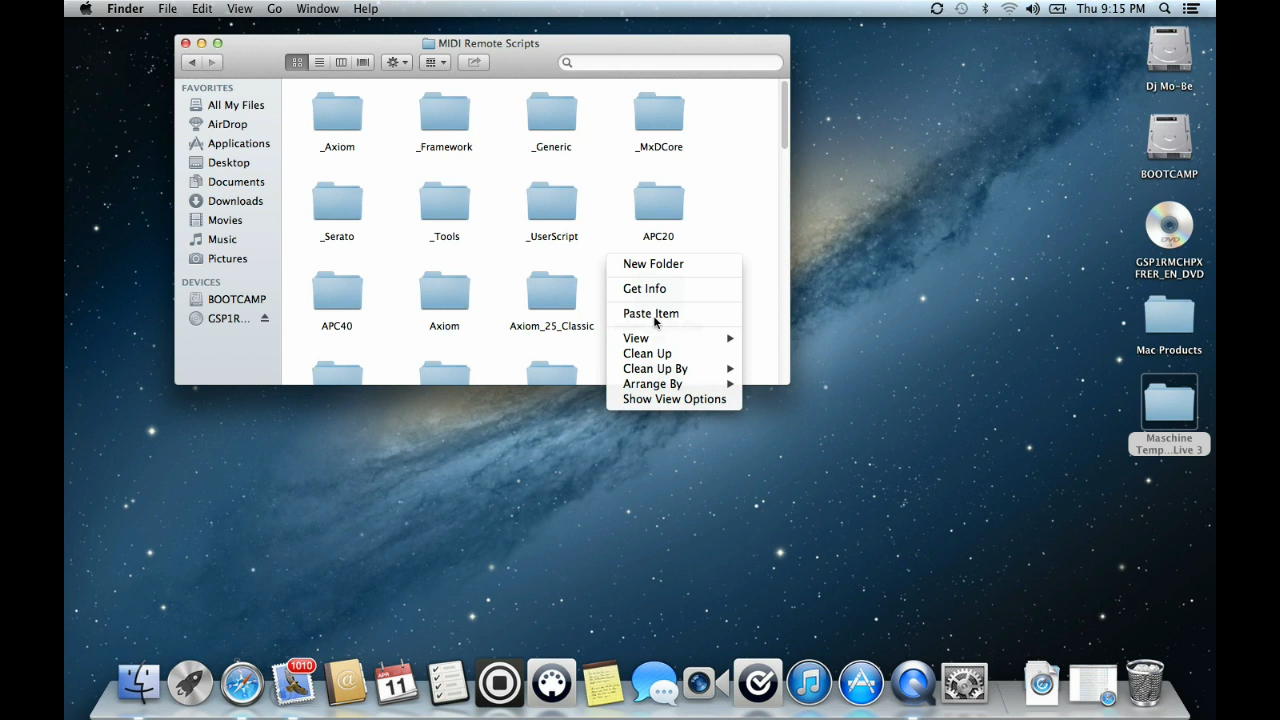 Finder File Edit View Go Window Help Thu 9:15 PM
MIDI Remote Scripts
FAVORITES
All My Files
AirDrop
Applications
Desktop
Documents
Downloads
Movies
Music
Pictures
DEVICES
BOOTCAMP
GSP1R...
_Axiom _Framework _Generic _MxDCore
_Serato _Tools _UserScript APC20
APC40 Axiom Axiom_25_Classic
New Folder
Get Info
Paste Item
View
Clean Up
Clean Up By
Arrange By
Show View Options
Dj Mo-Be
BOOTCAMP
DVD
GSP1RMCHPX
FRER_EN_DVD
Mac Products
Maschine
Temp...Live 3
1010
APR
11
@